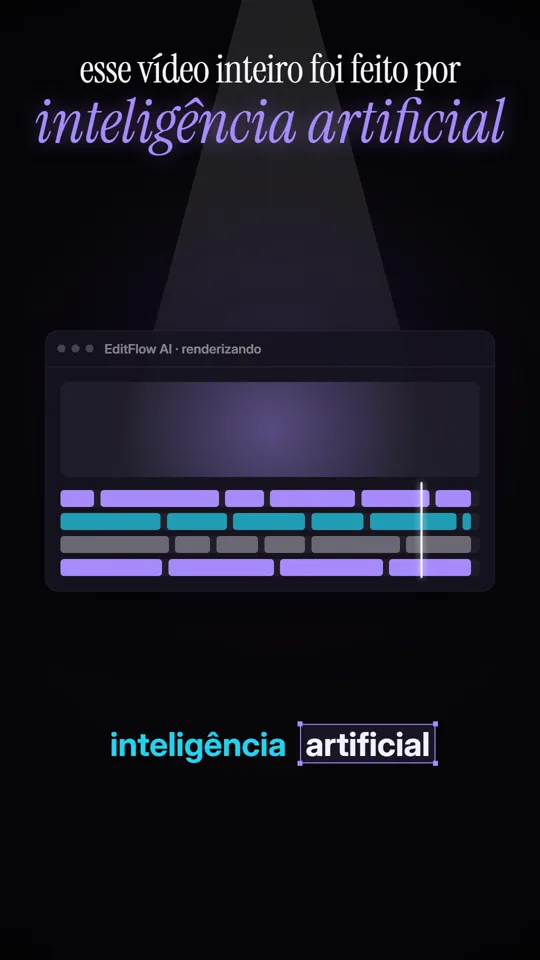 esse vídeo inteiro foi feito por
inteligência artificial
EditFlow AI · renderizando
inteligência artificial